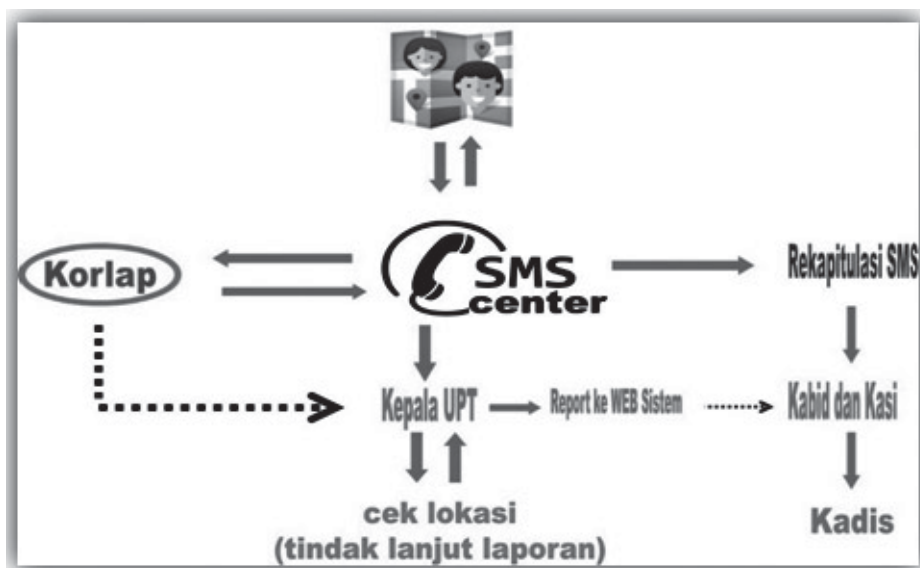 Korlap
SMS
center
Rekapitulasi SMS
Kepala UPT
Report ke WEB Sistem
Kabid dan Kasi
cek lokasi
(tindak lanjut laporan)
Kadis